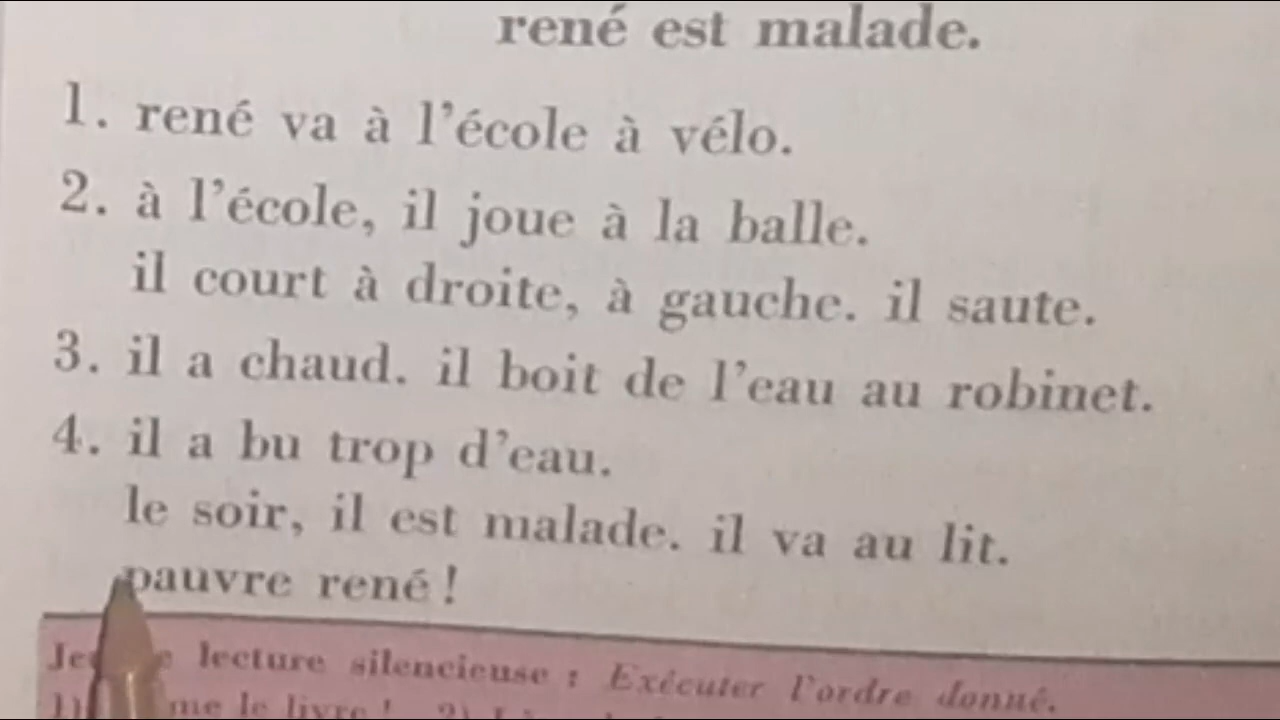 rené est malade.
1. rené va à l'école à vélo.
2. à l'école, il joue à la balle.
il court à droite, à gauche. il saute.
3. il a chaud. il boit de l'eau au robinet.
4. il a bu trop d'eau.
le soir, il est malade. il va au lit.
pauvre rené !
lecture silencieuse : Exécuter l'ordre donné.
le livre !